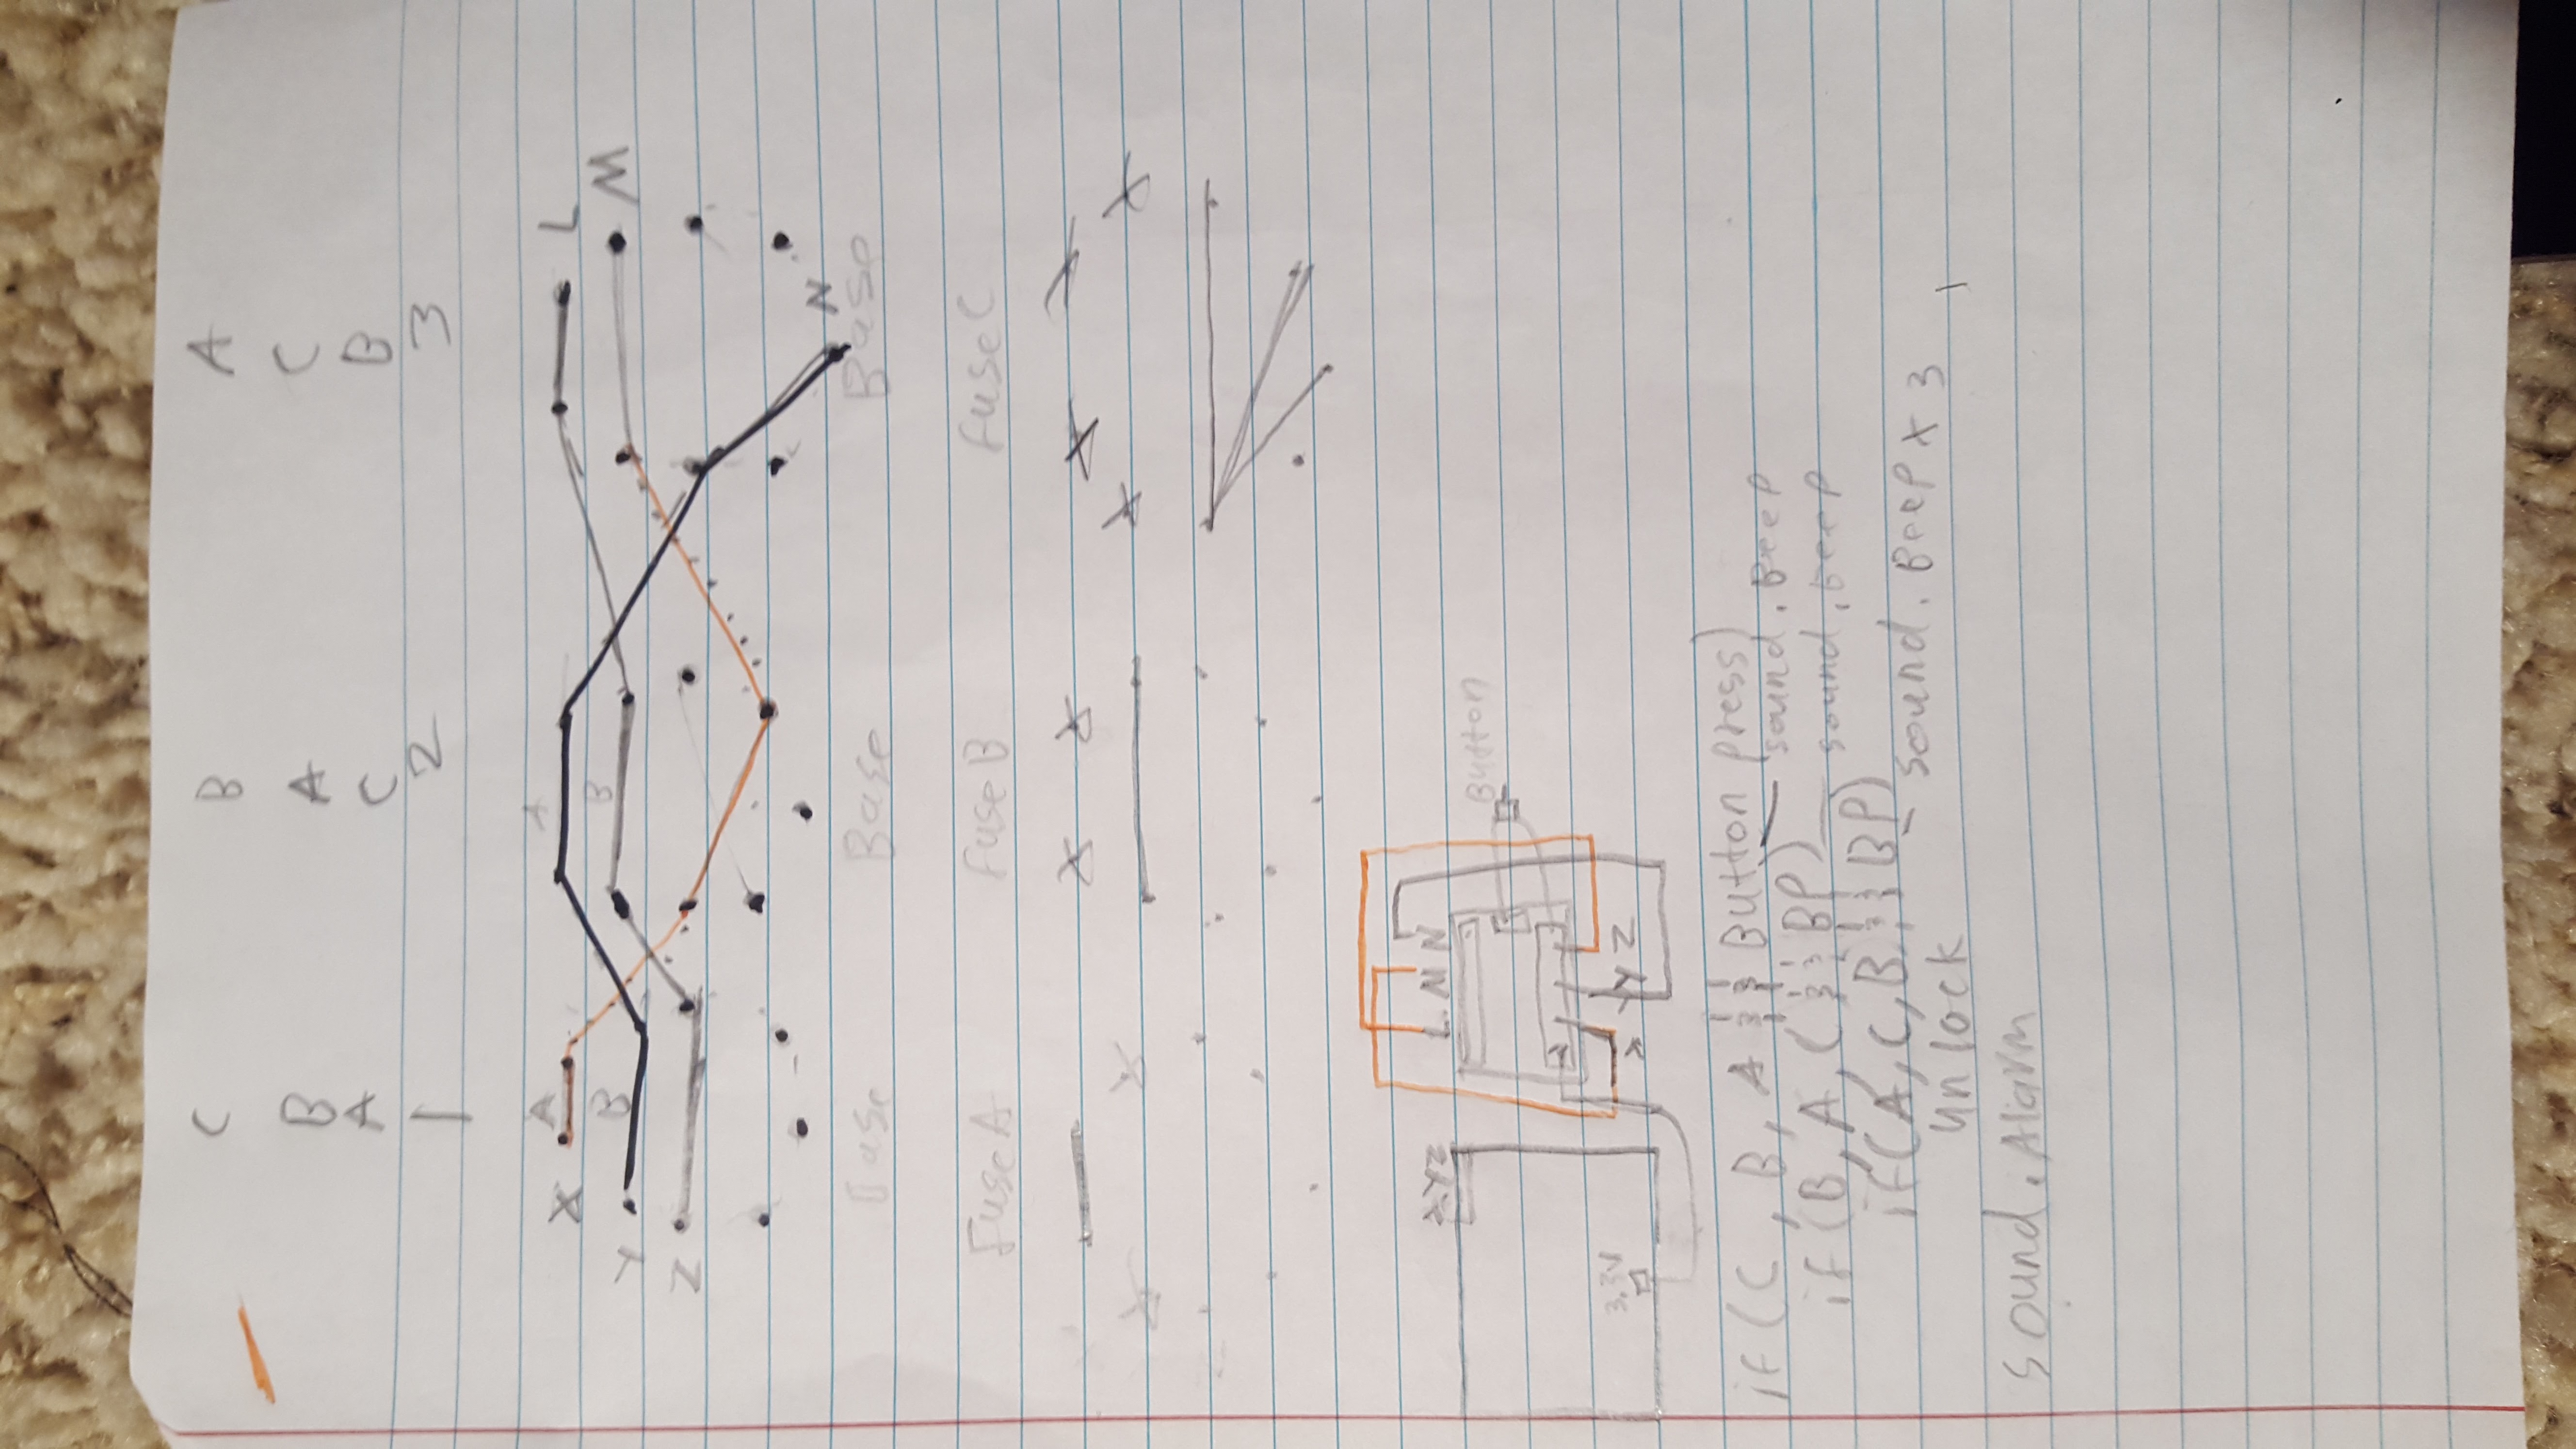 C B A
B A C
A C B
1 2 3
A A
X L
B B M
Y
Z
N
Base Base Base
Fuse A Fuse B Fuse C
X Y Z L M N
Button
3.3V
X Y Z
if (C, B, A && Button press)
sound. Beep
if (B, A, C && BP)
sound. Beep
if (A, C, B && BP)
sound. Beep x 3
unlock
sound. Alarm